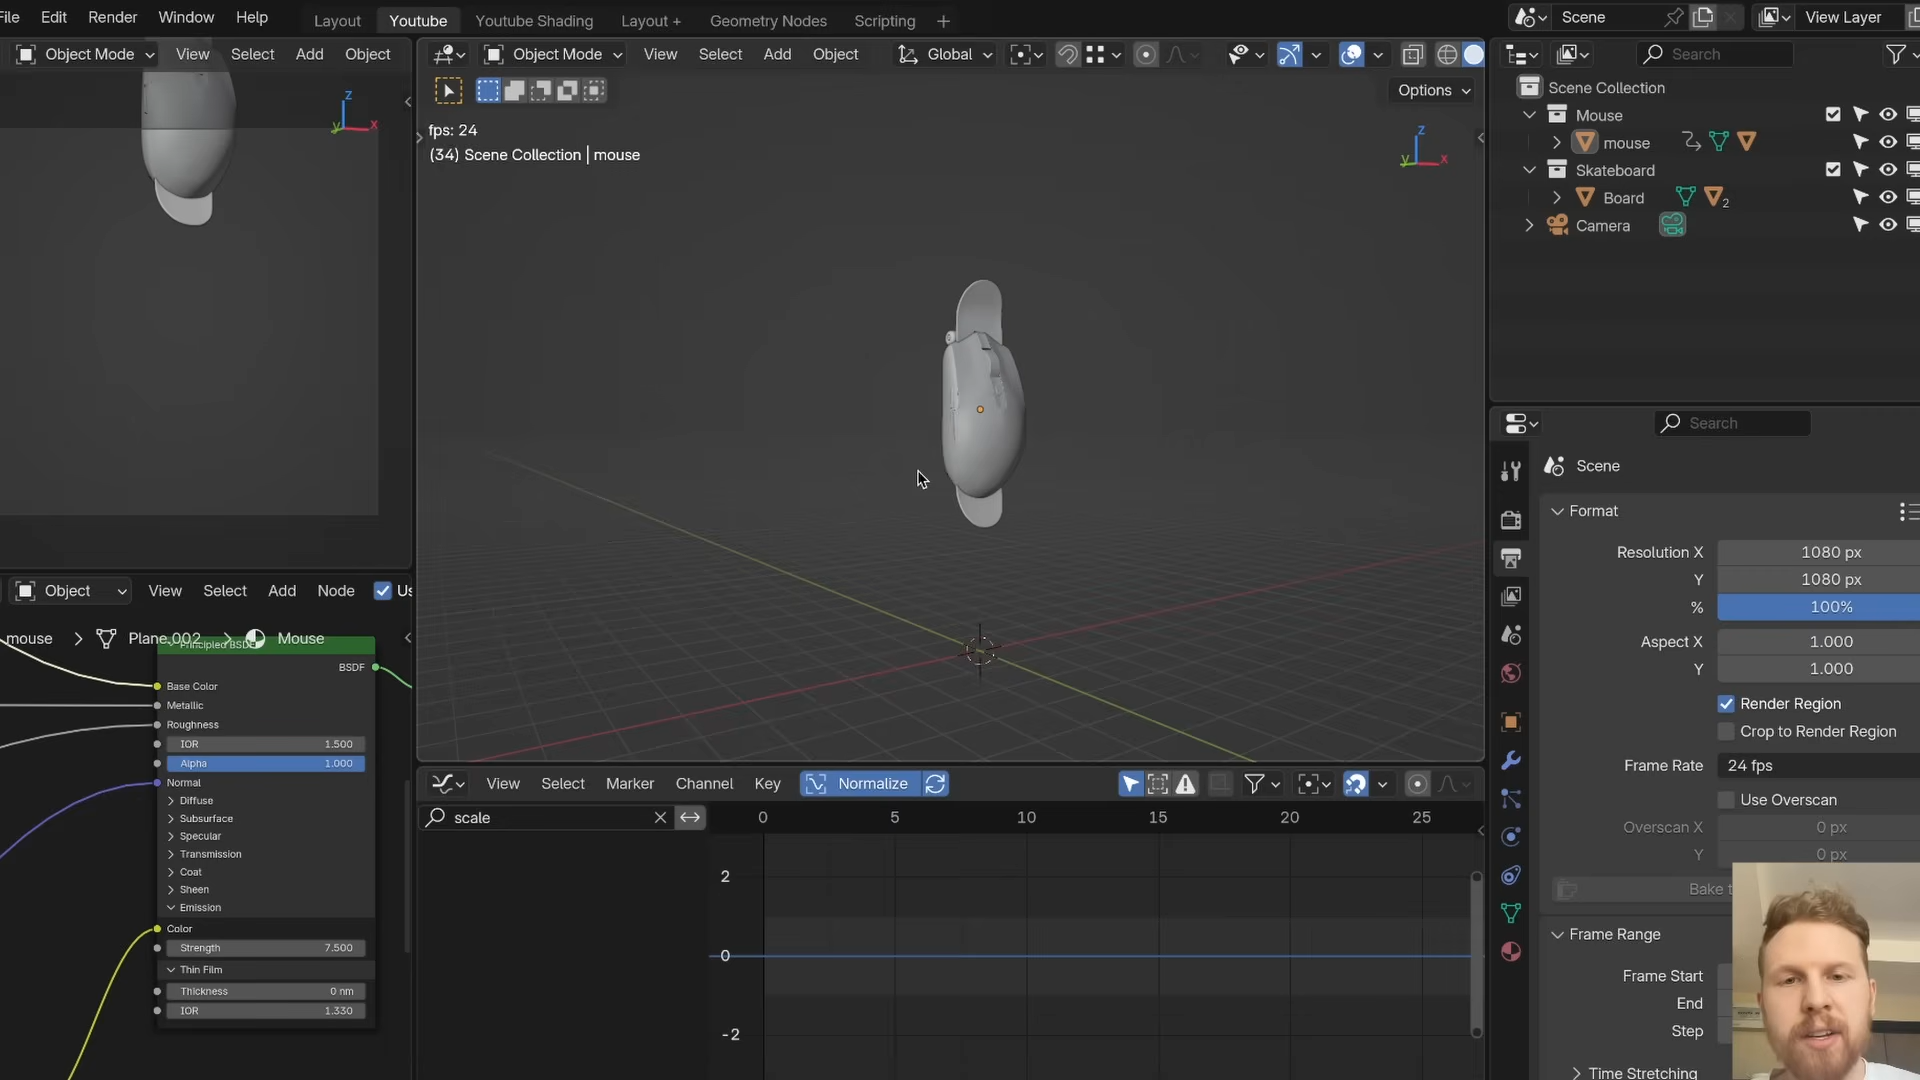 File Edit Render Window Help
Layout Youtube Youtube Shading Layout + Geometry Nodes Scripting +
Scene View Layer
Object Mode View Select Add Object
Object Mode View Select Add Object Global
Search
Options
fps: 24
(34) Scene Collection | mouse
z
y x
z
y x
Scene Collection
Mouse
mouse
Skateboard
Board 2
Camera
Search
Scene
Format
Resolution X 1080 px
Y 1080 px
% 100%
Aspect X 1.000
Y 1.000
Render Region
Crop to Render Region
Frame Rate 24 fps
Use Overscan
Overscan X 0 px
Y 0 px
Bake
Frame Range
Frame Start
End
Step
Time Stretching
Object View Select Add Node Us
mouse > Plane.002 > Mouse
Principled BSDF
BSDF
Base Color
Metallic
Roughness
IOR 1.500
Alpha 1.000
Normal
Diffuse
Subsurface
Specular
Transmission
Coat
Sheen
Emission
Color
Strength 7.500
Thin Film
Thickness 0 nm
IOR 1.330
View Select Marker Channel Key Normalize
scale
0 5 10 15 20 25
2
0
-2